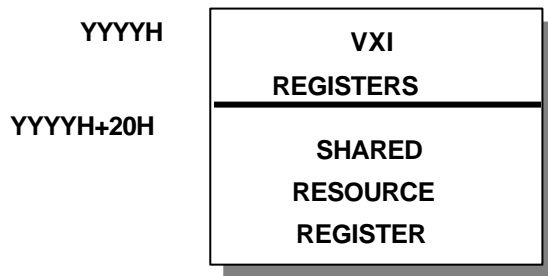 YYYYH
VXI
REGISTERS
YYYYH+20H
SHARED
RESOURCE
REGISTER